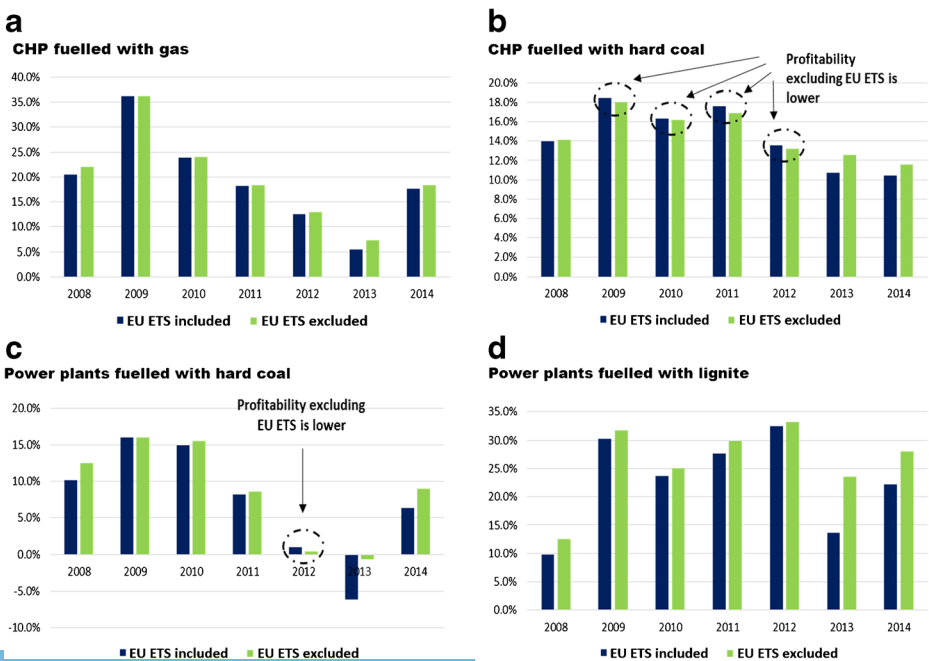 a
CHP fuelled with gas
40.0%
35.0%
30.0%
25.0%
20.0%
15.0%
10.0%
5.0%
0.0%
2008 2009 2010 2011 2012 2013 2014
EU ETS included EU ETS excluded
b
CHP fuelled with hard coal
Profitability
excluding EU ETS is
lower
20.0%
18.0%
16.0%
14.0%
12.0%
10.0%
8.0%
6.0%
4.0%
2.0%
0.0%
2008 2009 2010 2011 2012 2013 2014
EU ETS included EU ETS excluded
c
Power plants fuelled with hard coal
Profitability excluding
EU ETS is lower
20.0%
15.0%
10.0%
5.0%
0.0%
-5.0%
-10.0%
2008 2009 2010 2011 2012 2013 2014
EU ETS included EU ETS excluded
d
Power plants fuelled with lignite
35.0%
30.0%
25.0%
20.0%
15.0%
10.0%
5.0%
0.0%
2008 2009 2010 2011 2012 2013 2014
EU ETS included EU ETS excluded